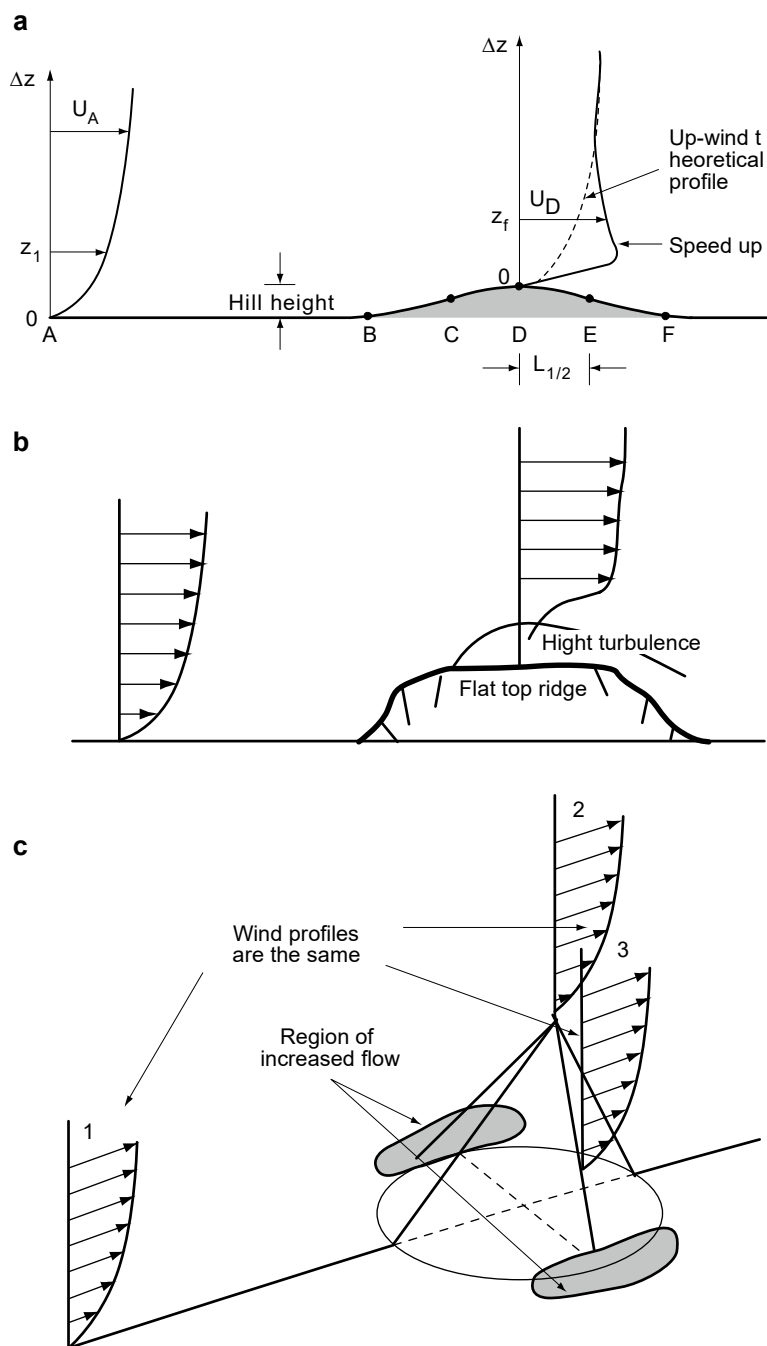 a
Δz
Δz
U_A
Up-wind t
heoretical
profile
U_D
z_f
z_1
Speed up
0
Hill height
0
A
B
C
D
E
F
L_1/2
b
Hight turbulence
Flat top ridge
2
c
Wind profiles
are the same
3
Region of
increased flow
1